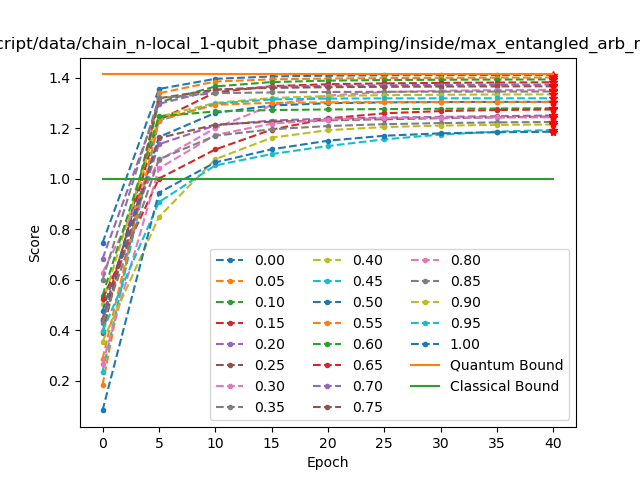 cript/data/chain_n-local_1-qubit_phase_damping/inside/max_entangled_arb_r
Score
1.4
1.2
1.0
0.8
0.6
0.4
0.2
0.00 0.40 0.80
0.05 0.45 0.85
0.10 0.50 0.90
0.15 0.55 0.95
0.20 0.60 1.00
0.25 0.65 Quantum Bound
0.30 0.70 Classical Bound
0.35 0.75
0 5 10 15 20 25 30 35 40
Epoch